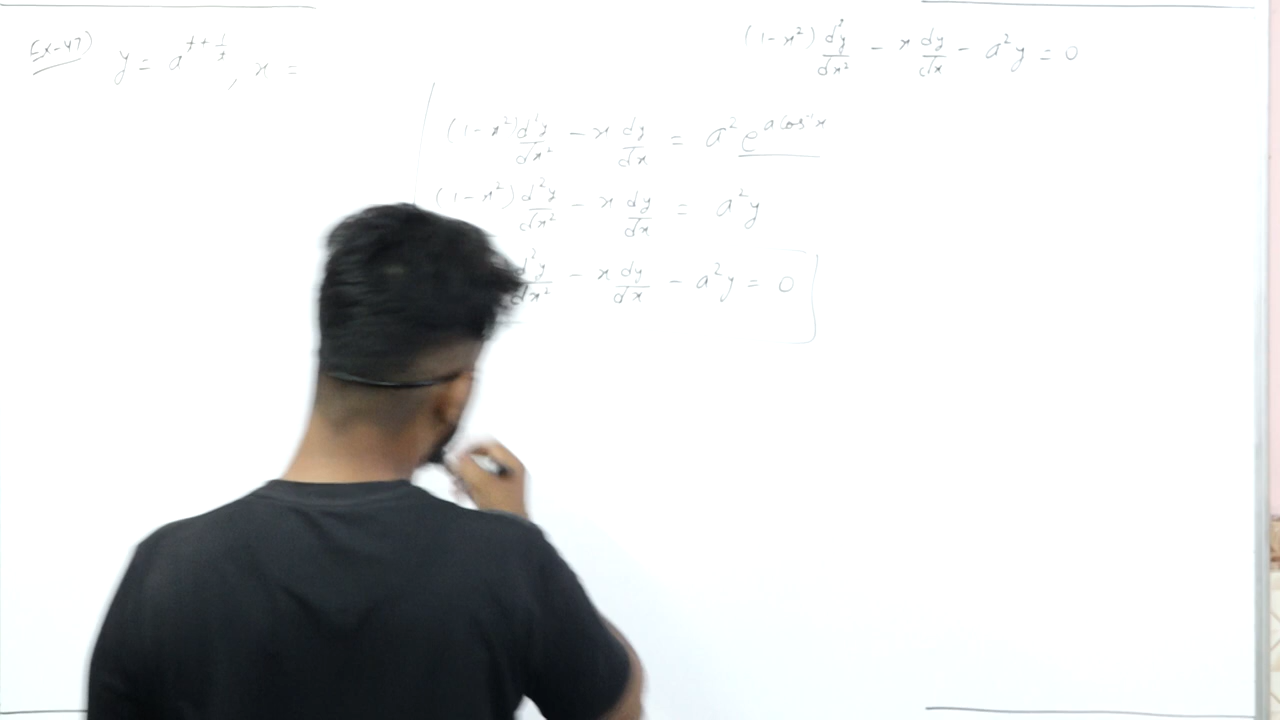 Ex-47)
y = a^{t + 1/t}, x =
(1-x²) d²y/dx² - x dy/dx - a²y = 0
(1-x²) d²y/dx² - x dy/dx = a² e^{a cos⁻¹x}
(1-x²) d²y/dx² - x dy/dx = a²y
d²y/dx² - x dy/dx - a²y = 0